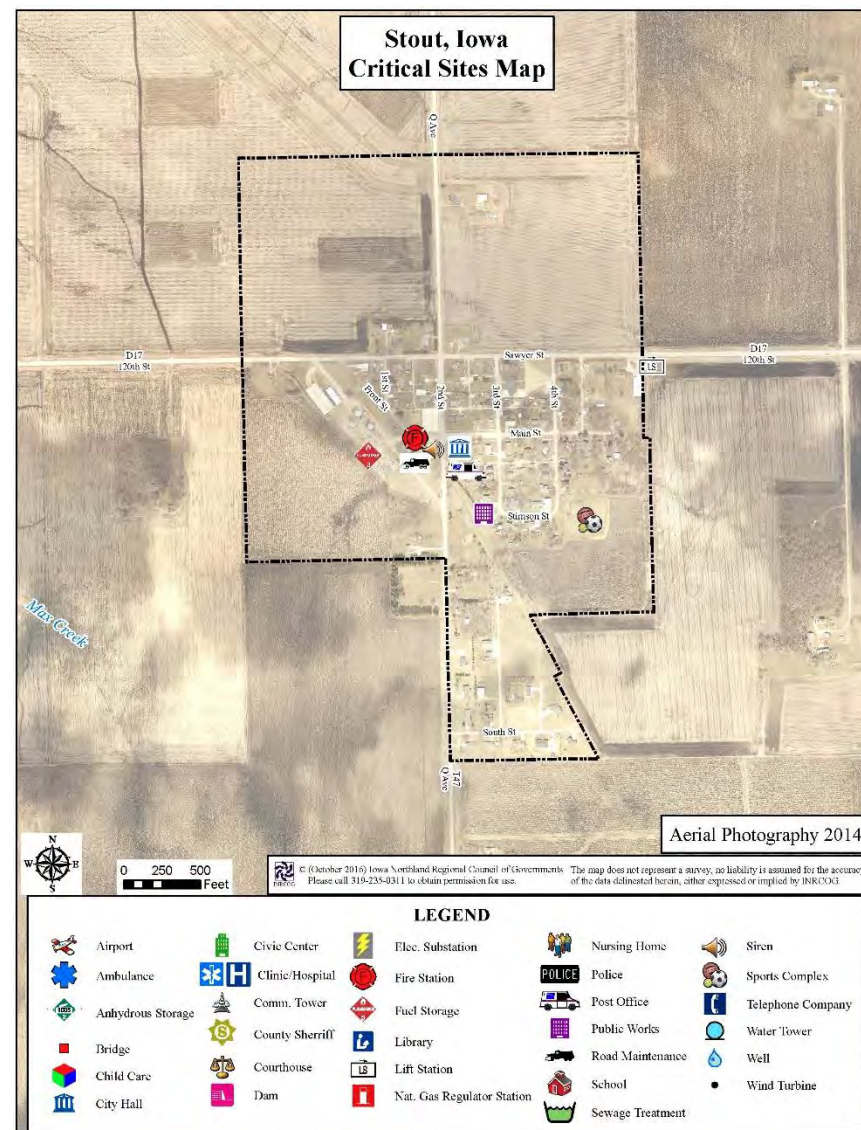 Stout, Iowa
Critical Sites Map
Q Ave
D17
120th St
Sawyer St
D17
120th St
LS
1st St
Front St
2nd St
3rd St
4th St
Main St
Stimson St
Max Creek
South St
T47
Q Ave
Aerial Photography 2014
N
W E
S
0 250 500
Feet
INRCOG
© (October 2016) Iowa Northland Regional Council of Governments
Please call 319-235-0311 to obtain permission for use.
The map does not represent a survey, no liability is assumed for the accuracy
of the data delineated herein, either expressed or implied by INRCOG.
LEGEND
Airport
Ambulance
Anhydrous Storage
Bridge
Child Care
City Hall
Civic Center
H Clinic/Hospital
Comm. Tower
County Sherriff
Courthouse
Dam
Elec. Substation
F Fire Station
Fuel Storage
Library
LS Lift Station
Nat. Gas Regulator Station
Nursing Home
POLICE Police
Post Office
Public Works
Road Maintenance
School
Sewage Treatment
Siren
Sports Complex
Telephone Company
Water Tower
Well
Wind Turbine